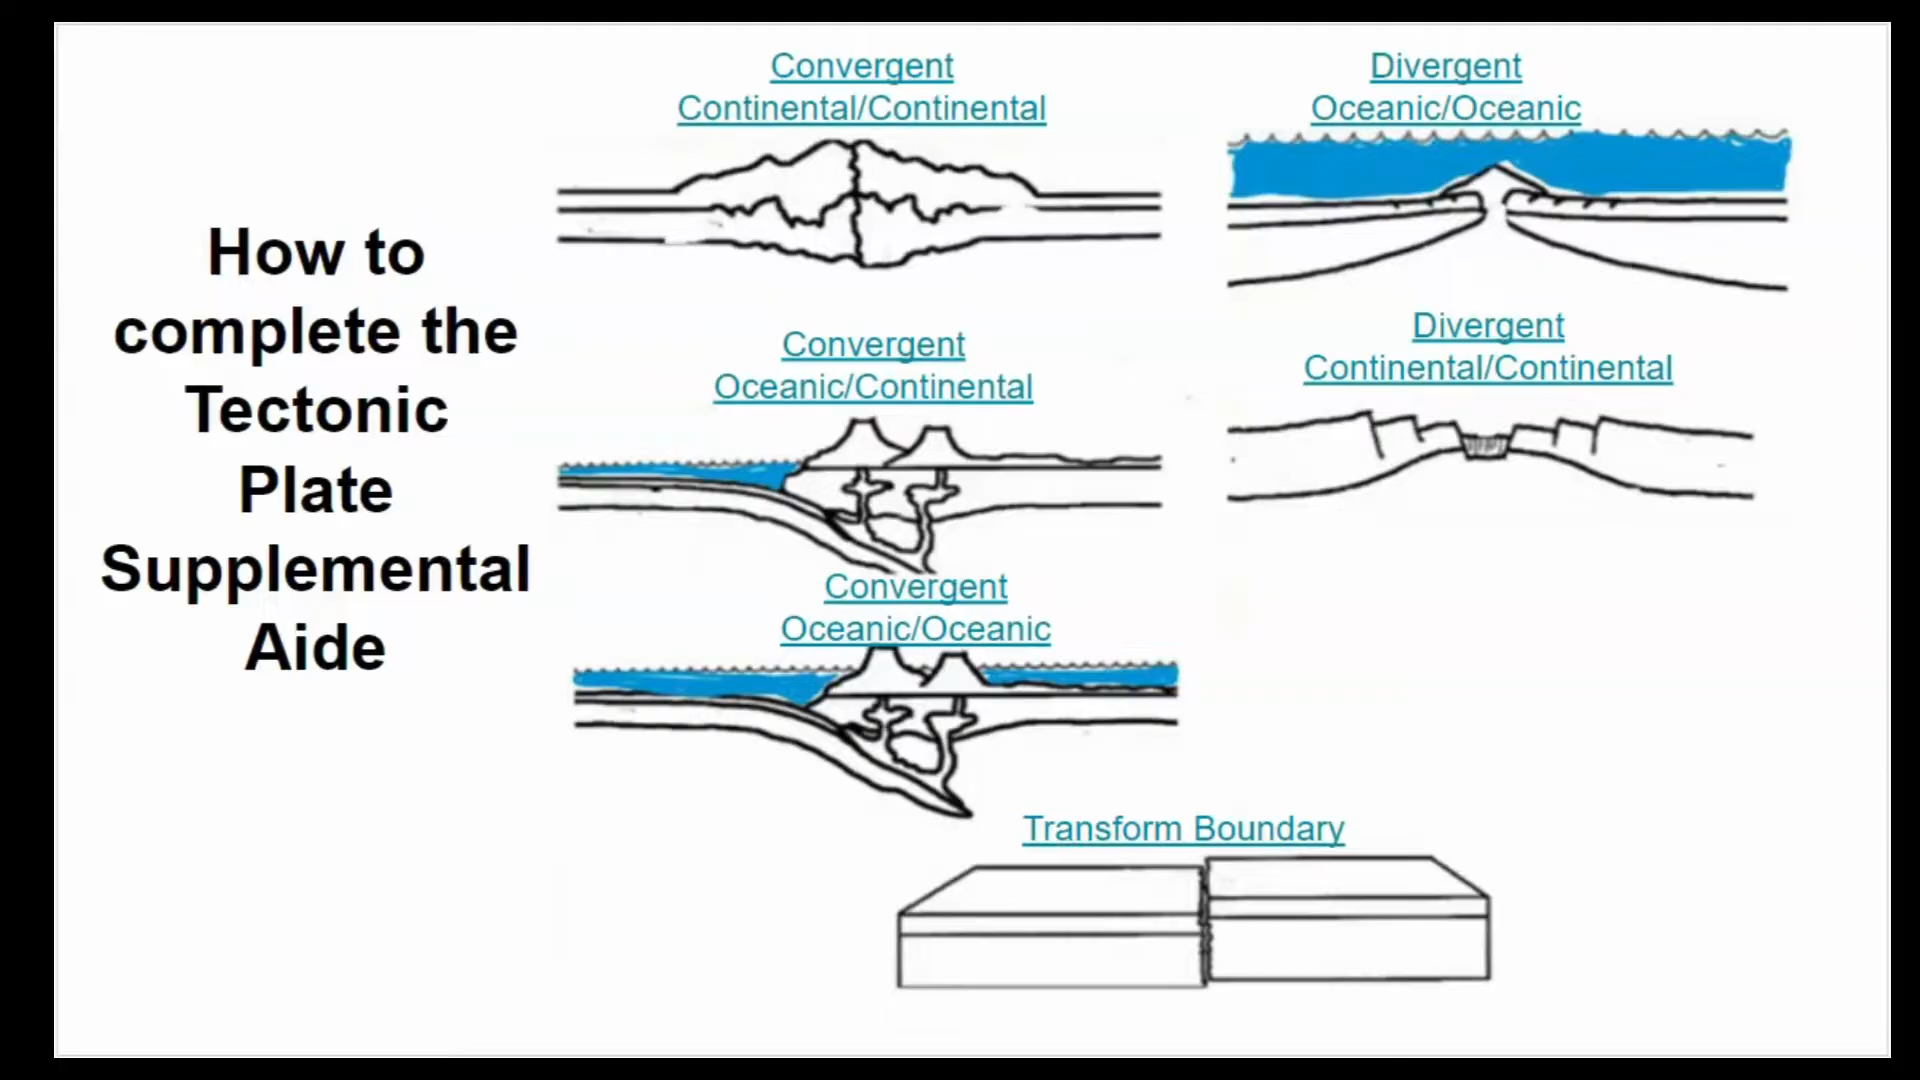 How to
complete the
Tectonic
Plate
Supplemental
Aide
Convergent
Continental/Continental
Convergent
Oceanic/Continental
Convergent
Oceanic/Oceanic
Divergent
Oceanic/Oceanic
Divergent
Continental/Continental
Transform Boundary